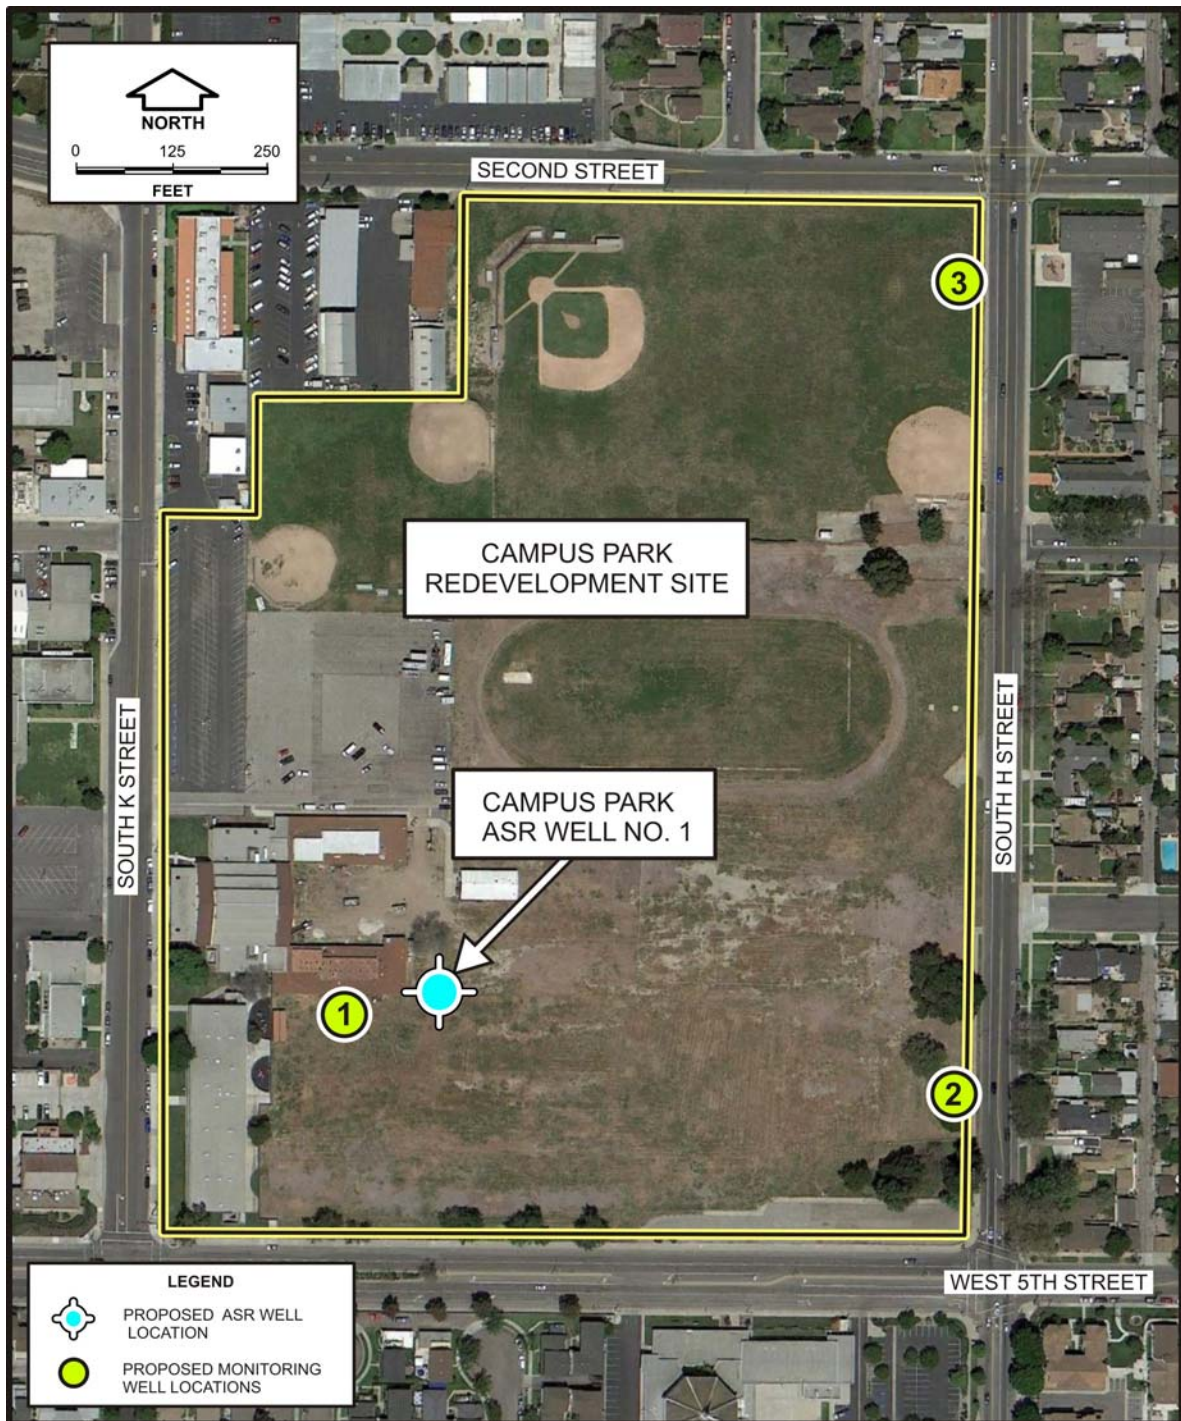 NORTH
0 125 250
FEET
SECOND STREET
3
CAMPUS PARK
REDEVELOPMENT SITE
SOUTH K STREET
SOUTH H STREET
CAMPUS PARK
ASR WELL NO. 1
1
2
WEST 5TH STREET
LEGEND
PROPOSED ASR WELL
LOCATION
PROPOSED MONITORING
WELL LOCATIONS